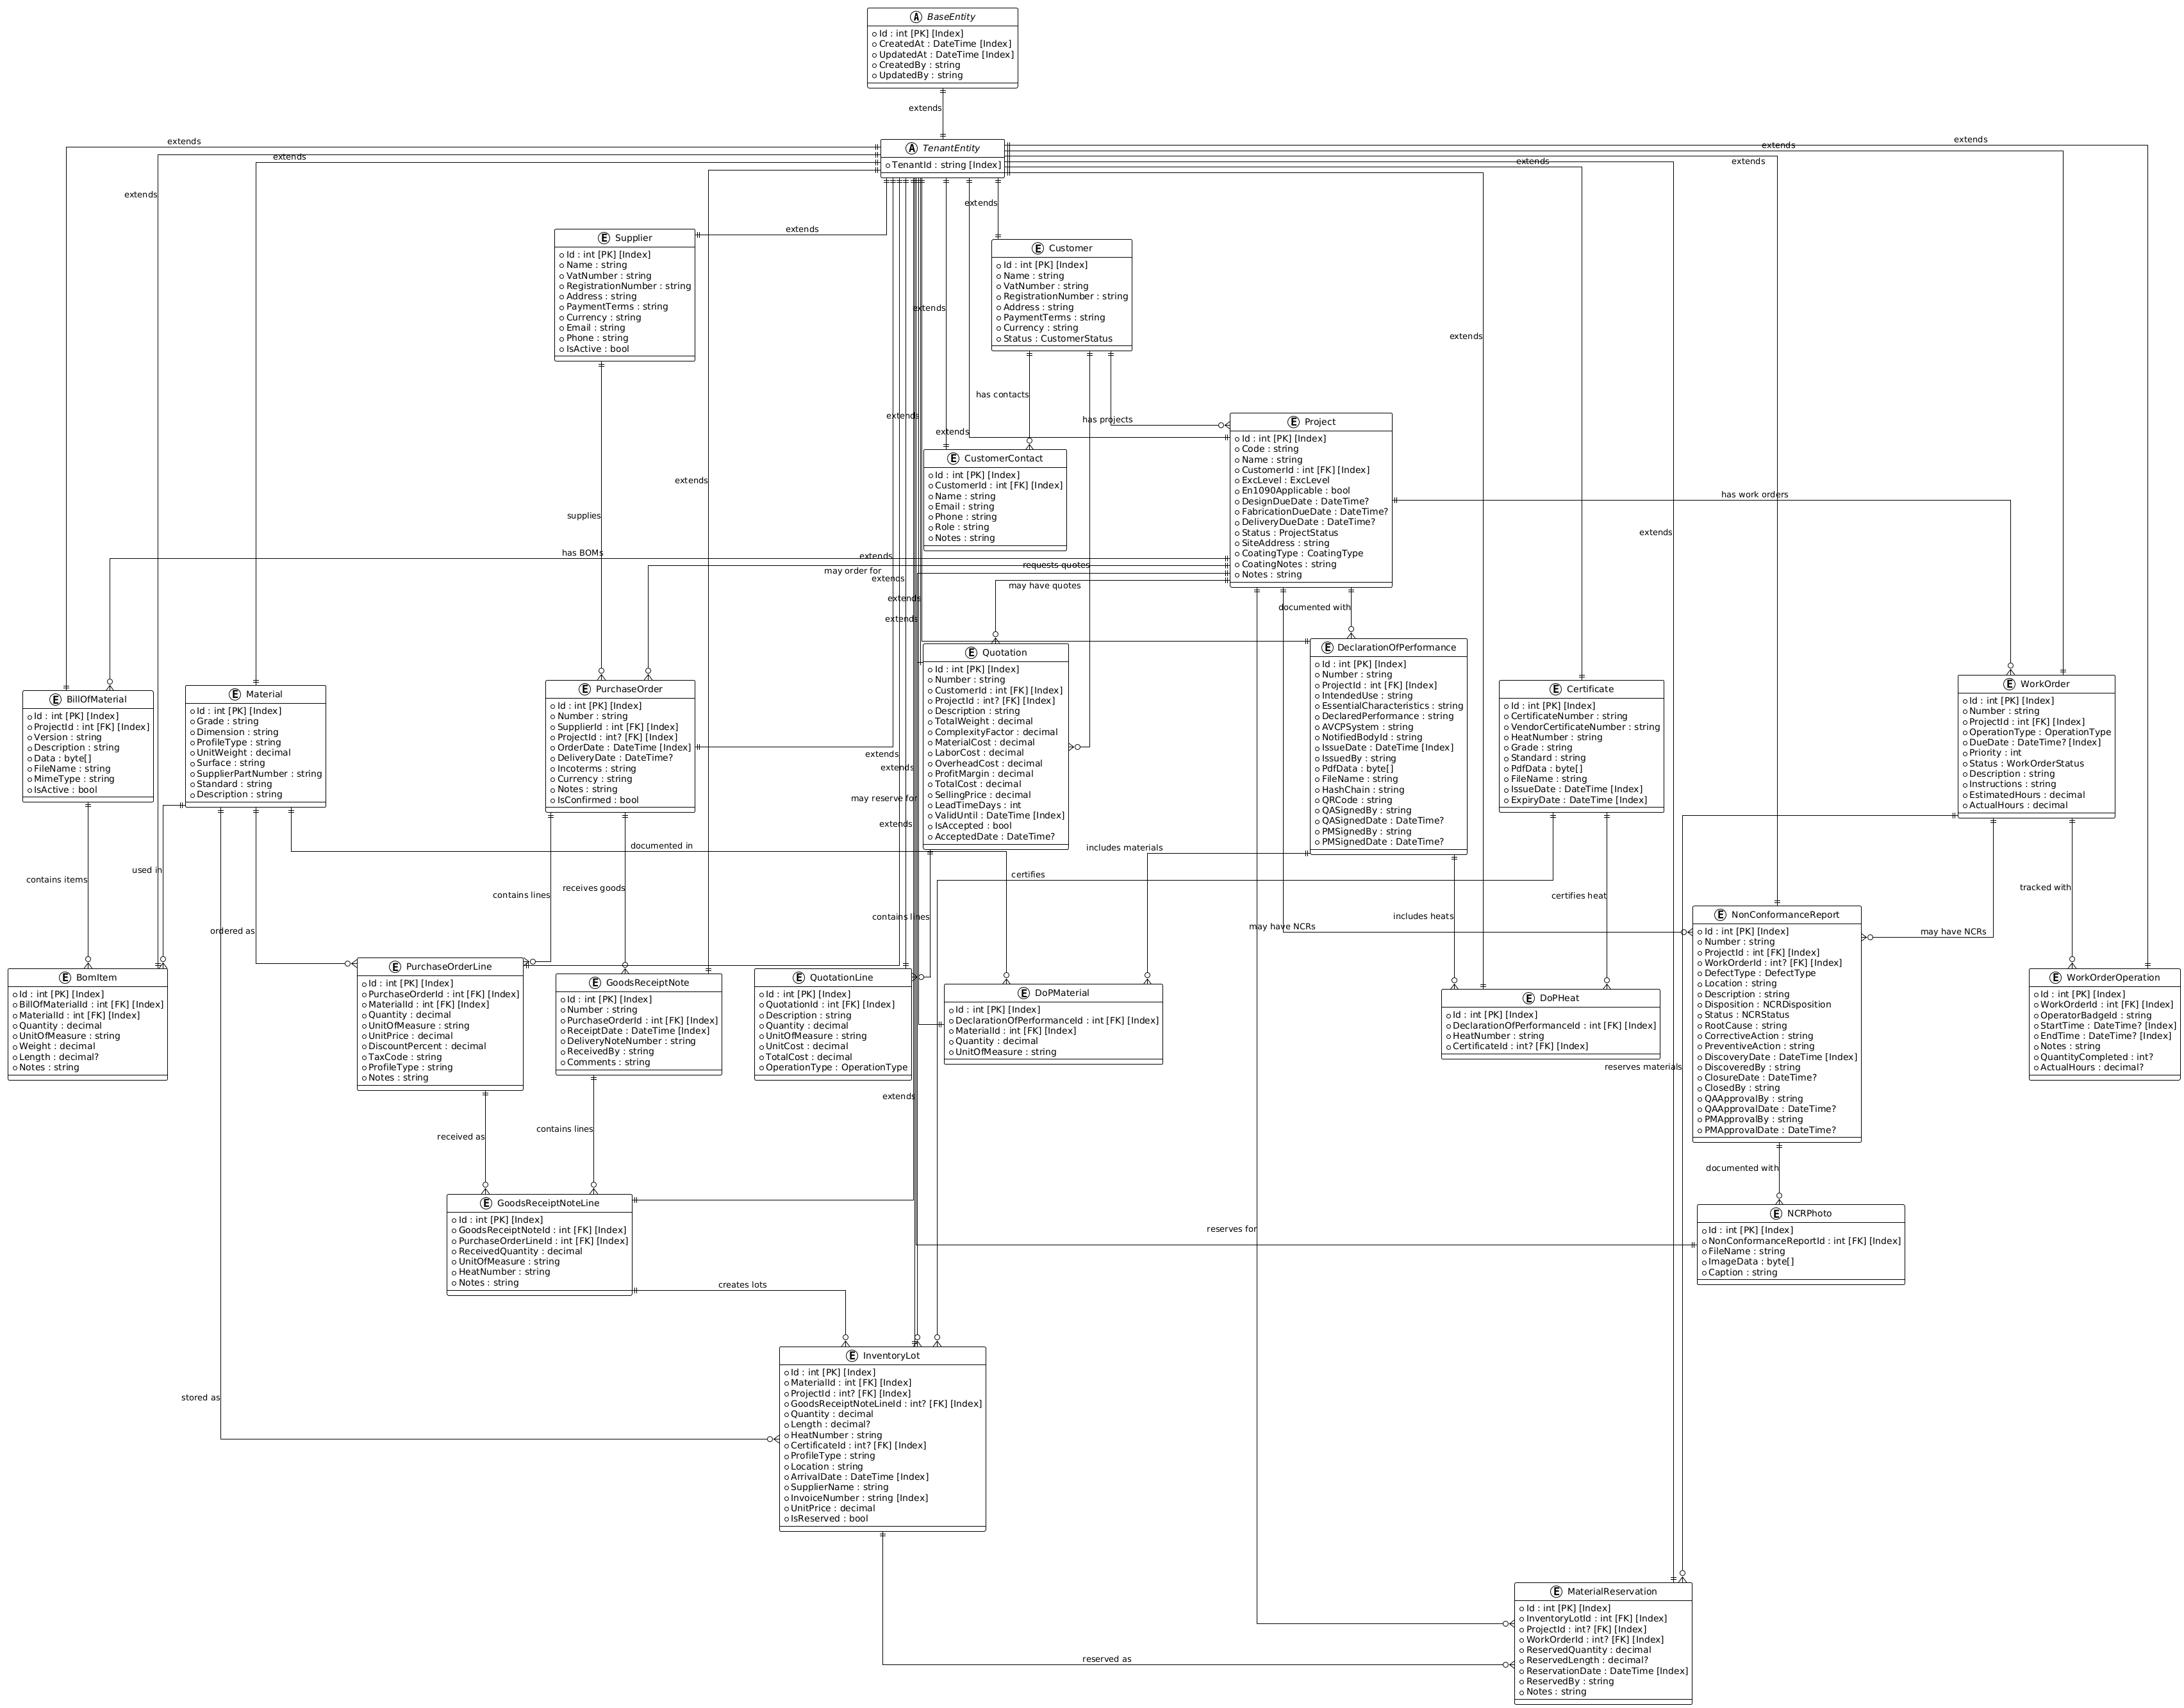 BaseEntity
Id : int [PK] [Index]
CreatedAt : DateTime [Index]
UpdatedAt : DateTime [Index]
CreatedBy : string
UpdatedBy : string
extends
TenantEntity
TenantId : string [Index]
extends
extends
extends
extends
extends
extends
extends
extends
extends
extends
Supplier
Id : int [PK] [Index]
Name : string
VatNumber : string
RegistrationNumber : string
Address : string
PaymentTerms : string
Currency : string
Email : string
Phone : string
IsActive : bool
Customer
Id : int [PK] [Index]
Name : string
VatNumber : string
RegistrationNumber : string
Address : string
PaymentTerms : string
Currency : string
Status : CustomerStatus
extends
extends
has contacts
extends
has projects
extends
extends
supplies
Project
Id : int [PK] [Index]
Code : string
Name : string
CustomerId : int [FK] [Index]
ExcLevel : ExcLevel
En1090Applicable : bool
DesignDueDate : DateTime?
FabricationDueDate : DateTime?
DeliveryDueDate : DateTime?
Status : ProjectStatus
SiteAddress : string
CoatingType : CoatingType
CoatingNotes : string
Notes : string
CustomerContact
Id : int [PK] [Index]
CustomerId : int [FK] [Index]
Name : string
Email : string
Phone : string
Role : string
Notes : string
has work orders
extends
has BOMs
extends
requests quotes
may order for
extends
may have quotes
extends
documented with
extends
BillOfMaterial
Id : int [PK] [Index]
ProjectId : int [FK] [Index]
Version : string
Description : string
Data : byte[]
FileName : string
MimeType : string
IsActive : bool
Material
Id : int [PK] [Index]
Grade : string
Dimension : string
ProfileType : string
UnitWeight : decimal
Surface : string
SupplierPartNumber : string
Standard : string
Description : string
PurchaseOrder
Id : int [PK] [Index]
Number : string
SupplierId : int [FK] [Index]
ProjectId : int? [FK] [Index]
OrderDate : DateTime [Index]
DeliveryDate : DateTime?
Incoterms : string
Currency : string
Notes : string
IsConfirmed : bool
Quotation
Id : int [PK] [Index]
Number : string
CustomerId : int [FK] [Index]
ProjectId : int? [FK] [Index]
Description : string
TotalWeight : decimal
ComplexityFactor : decimal
MaterialCost : decimal
LaborCost : decimal
OverheadCost : decimal
ProfitMargin : decimal
TotalCost : decimal
SellingPrice : decimal
LeadTimeDays : int
ValidUntil : DateTime [Index]
IsAccepted : bool
AcceptedDate : DateTime?
DeclarationOfPerformance
Id : int [PK] [Index]
Number : string
ProjectId : int [FK] [Index]
IntendedUse : string
EssentialCharacteristics : string
DeclaredPerformance : string
AVCPSystem : string
NotifiedBodyId : string
IssueDate : DateTime [Index]
IssuedBy : string
PdfData : byte[]
FileName : string
HashChain : string
QRCode : string
QASignedBy : string
QASignedDate : DateTime?
PMSignedBy : string
PMSignedDate : DateTime?
Certificate
Id : int [PK] [Index]
CertificateNumber : string
VendorCertificateNumber : string
HeatNumber : string
Grade : string
Standard : string
PdfData : byte[]
FileName : string
IssueDate : DateTime [Index]
ExpiryDate : DateTime [Index]
WorkOrder
Id : int [PK] [Index]
Number : string
ProjectId : int [FK] [Index]
OperationType : OperationType
DueDate : DateTime? [Index]
Priority : int
Status : WorkOrderStatus
Description : string
Instructions : string
EstimatedHours : decimal
ActualHours : decimal
extends
extends
may reserve for
extends
documented in
includes materials
used in
certifies
contains items
receives goods
contains lines
certifies heat
tracked with
contains lines
includes heats
may have NCRs
ordered as
may have NCRs
BomItem
Id : int [PK] [Index]
BillOfMaterialId : int [FK] [Index]
MaterialId : int [FK] [Index]
Quantity : decimal
UnitOfMeasure : string
Weight : decimal
Length : decimal?
Notes : string
PurchaseOrderLine
Id : int [PK] [Index]
PurchaseOrderId : int [FK] [Index]
MaterialId : int [FK] [Index]
Quantity : decimal
UnitOfMeasure : string
UnitPrice : decimal
DiscountPercent : decimal
TaxCode : string
ProfileType : string
Notes : string
GoodsReceiptNote
Id : int [PK] [Index]
Number : string
PurchaseOrderId : int [FK] [Index]
ReceiptDate : DateTime [Index]
DeliveryNoteNumber : string
ReceivedBy : string
Comments : string
QuotationLine
Id : int [PK] [Index]
QuotationId : int [FK] [Index]
Description : string
Quantity : decimal
UnitOfMeasure : string
UnitCost : decimal
TotalCost : decimal
OperationType : OperationType
DoPMaterial
Id : int [PK] [Index]
DeclarationOfPerformanceId : int [FK] [Index]
MaterialId : int [FK] [Index]
Quantity : decimal
UnitOfMeasure : string
DoPHeat
Id : int [PK] [Index]
DeclarationOfPerformanceId : int [FK] [Index]
HeatNumber : string
CertificateId : int? [FK] [Index]
NonConformanceReport
Id : int [PK] [Index]
Number : string
ProjectId : int [FK] [Index]
WorkOrderId : int? [FK] [Index]
DefectType : DefectType
Location : string
Description : string
Disposition : NCRDisposition
Status : NCRStatus
RootCause : string
CorrectiveAction : string
PreventiveAction : string
DiscoveryDate : DateTime [Index]
DiscoveredBy : string
ClosureDate : DateTime?
ClosedBy : string
QAApprovalBy : string
QAApprovalDate : DateTime?
PMApprovalBy : string
PMApprovalDate : DateTime?
WorkOrderOperation
Id : int [PK] [Index]
WorkOrderId : int [FK] [Index]
OperatorBadgeId : string
StartTime : DateTime? [Index]
EndTime : DateTime? [Index]
Notes : string
QuantityCompleted : int?
ActualHours : decimal?
reserves materials
extends
received as
contains lines
documented with
GoodsReceiptNoteLine
Id : int [PK] [Index]
GoodsReceiptNoteId : int [FK] [Index]
PurchaseOrderLineId : int [FK] [Index]
ReceivedQuantity : decimal
UnitOfMeasure : string
HeatNumber : string
Notes : string
NCRPhoto
Id : int [PK] [Index]
NonConformanceReportId : int [FK] [Index]
FileName : string
ImageData : byte[]
Caption : string
reserves for
creates lots
stored as
InventoryLot
Id : int [PK] [Index]
MaterialId : int [FK] [Index]
ProjectId : int? [FK] [Index]
GoodsReceiptNoteLineId : int? [FK] [Index]
Quantity : decimal
Length : decimal?
HeatNumber : string
CertificateId : int? [FK] [Index]
ProfileType : string
Location : string
ArrivalDate : DateTime [Index]
SupplierName : string
InvoiceNumber : string [Index]
UnitPrice : decimal
IsReserved : bool
reserved as
MaterialReservation
Id : int [PK] [Index]
InventoryLotId : int [FK] [Index]
ProjectId : int? [FK] [Index]
WorkOrderId : int? [FK] [Index]
ReservedQuantity : decimal
ReservedLength : decimal?
ReservationDate : DateTime [Index]
ReservedBy : string
Notes : string